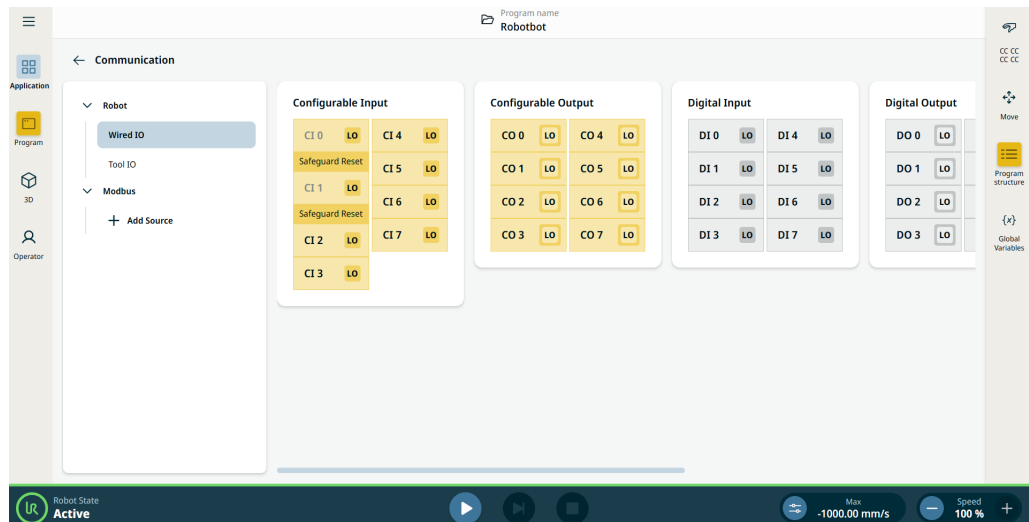 Program name
Robotbot
Communication
Application
Program
3D
Operator
Robot
Wired IO
Tool IO
Modbus
Add Source
Configurable Input
CI 0 LO CI 4 LO
Safeguard Reset
CI 5 LO
CI 1 LO
CI 6 LO
Safeguard Reset
CI 2 LO CI 7 LO
CI 3 LO
Configurable Output
CO 0 LO CO 4 LO
CO 1 LO CO 5 LO
CO 2 LO CO 6 LO
CO 3 LO CO 7 LO
Digital Input
DI 0 LO DI 4 LO
DI 1 LO DI 5 LO
DI 2 LO DI 6 LO
DI 3 LO DI 7 LO
Digital Output
DO 0 LO
DO 1 LO
DO 2 LO
DO 3 LO
CC CC
CC CC
Move
Program
structure
{x}
Global
Variables
UR
Robot State
Active
Max
-1000.00 mm/s
Speed
100 %